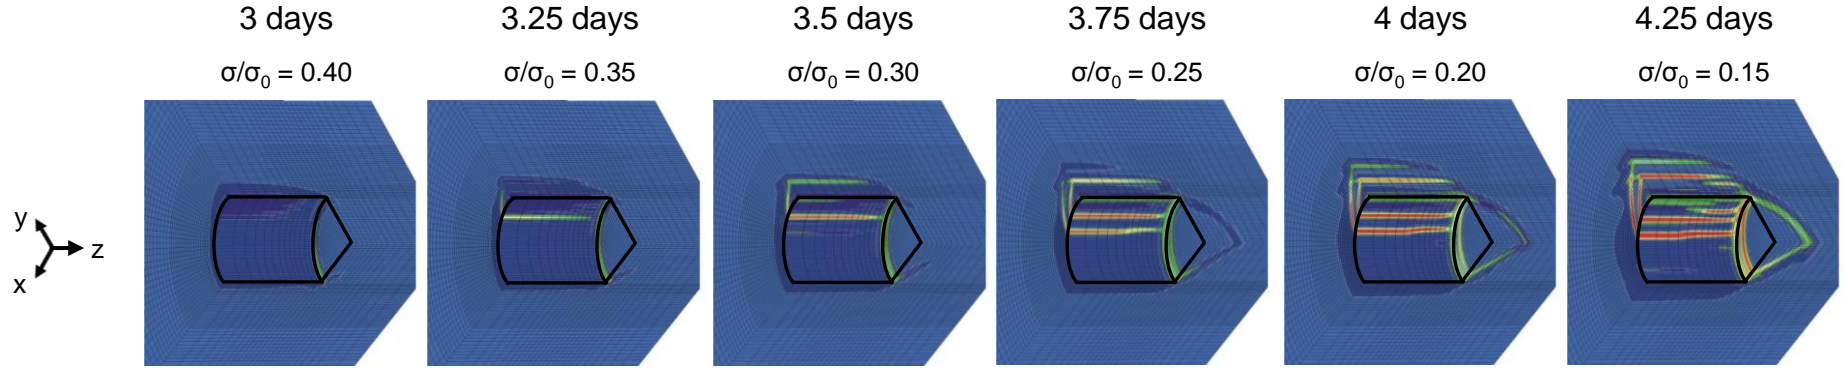 3 days 3.25 days 3.5 days 3.75 days 4 days 4.25 days
σ/σ₀ = 0.40 σ/σ₀ = 0.35 σ/σ₀ = 0.30 σ/σ₀ = 0.25 σ/σ₀ = 0.20 σ/σ₀ = 0.15
y
z
x